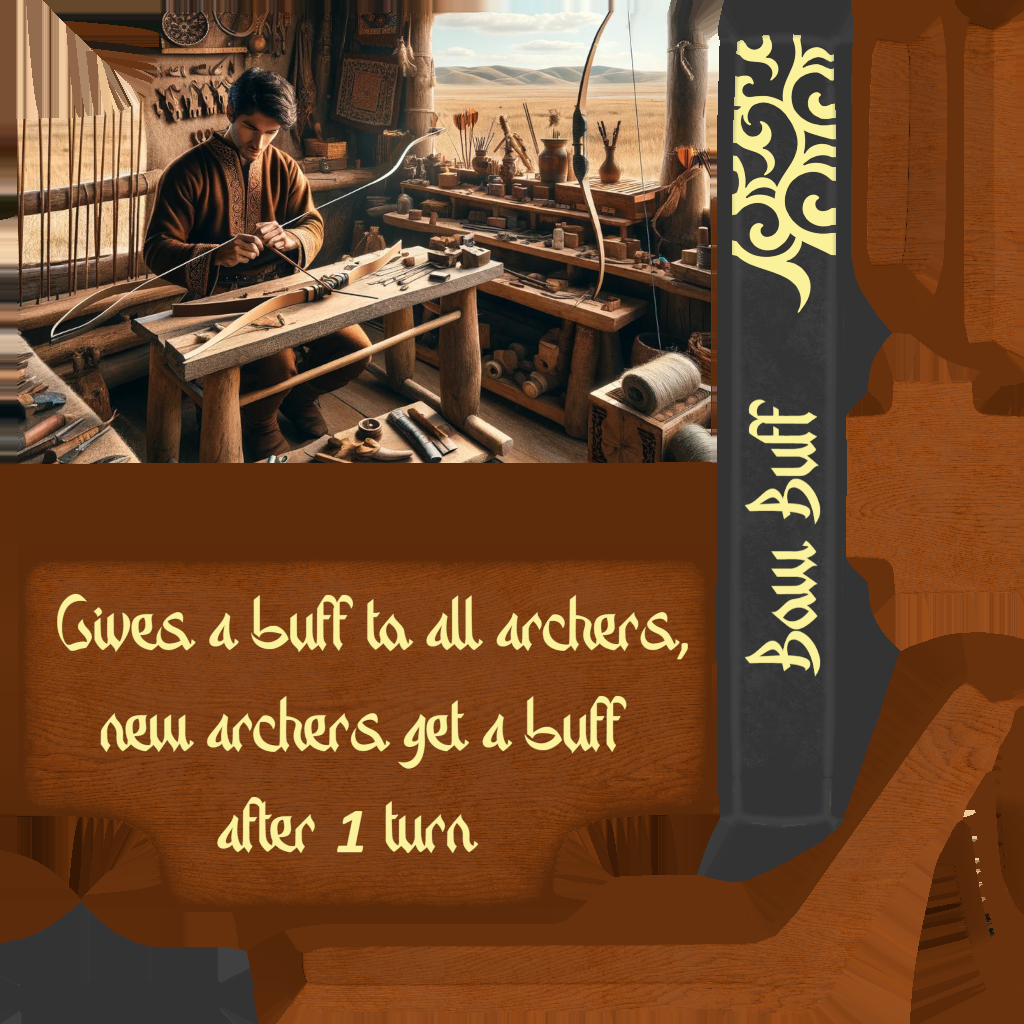 Gives a buff to all archers,
new archers get a buff
after 1 turn
Bow Buff